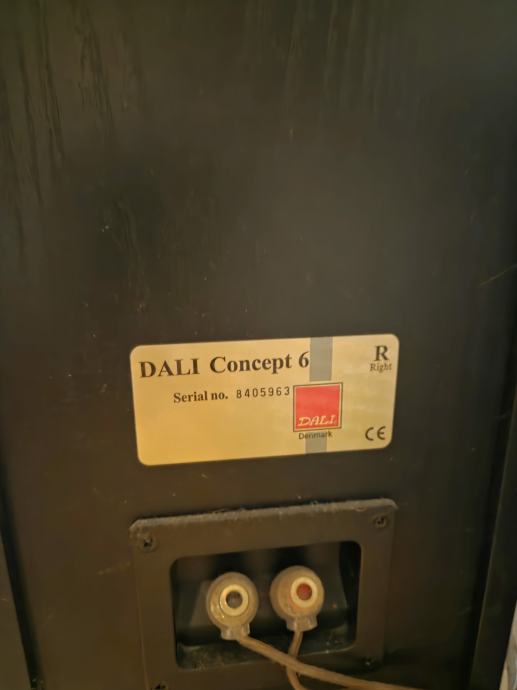 DALI Concept 6
R
Right
Serial no. 8405963
DALI
Denmark
CE